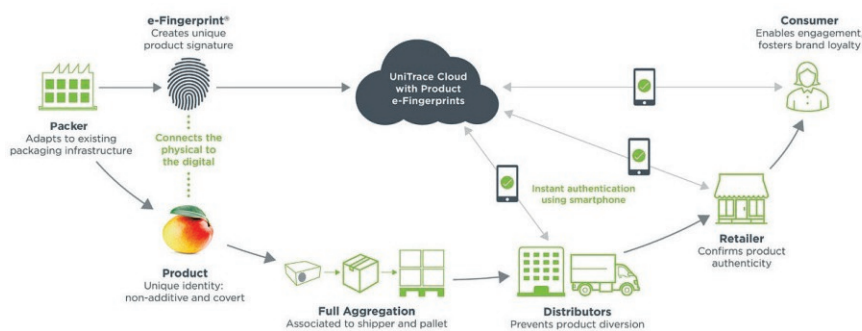 e-Fingerprint®
Creates unique
product signature
Consumer
Enables engagement,
fosters brand loyalty
UniTrace Cloud
with Product
e-Fingerprints
Packer
Adapts to existing
packaging infrastructure
Connects the
physical to
the digital
Instant authentication
using smartphone
Retailer
Confirms product
authenticity
Product
Unique identity:
non-additive and covert
Full Aggregation
Associated to shipper and pallet
Distributors
Prevents product diversion